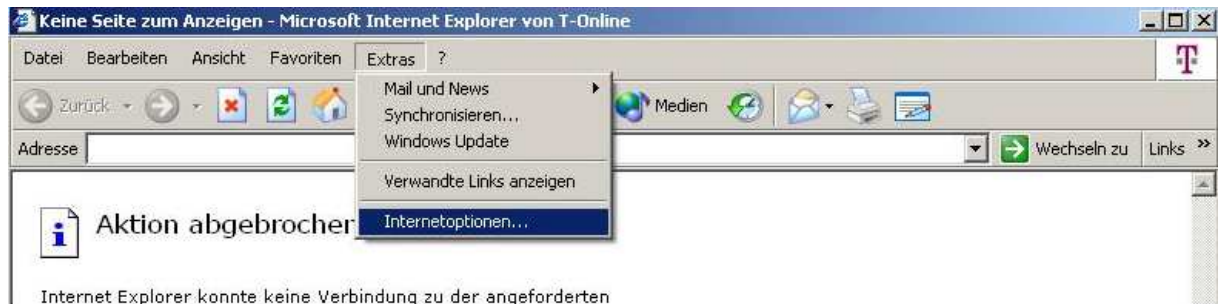 Keine Seite zum Anzeigen - Microsoft Internet Explorer von T-Online
Datei Bearbeiten Ansicht Favoriten Extras ?
T
Zurück Medien
Mail und News
Synchronisieren...
Windows Update
Verwandte Links anzeigen
Internetoptionen...
Adresse Wechseln zu Links »
Aktion abgebrochen
Internet Explorer konnte keine Verbindung zu der angeforderten